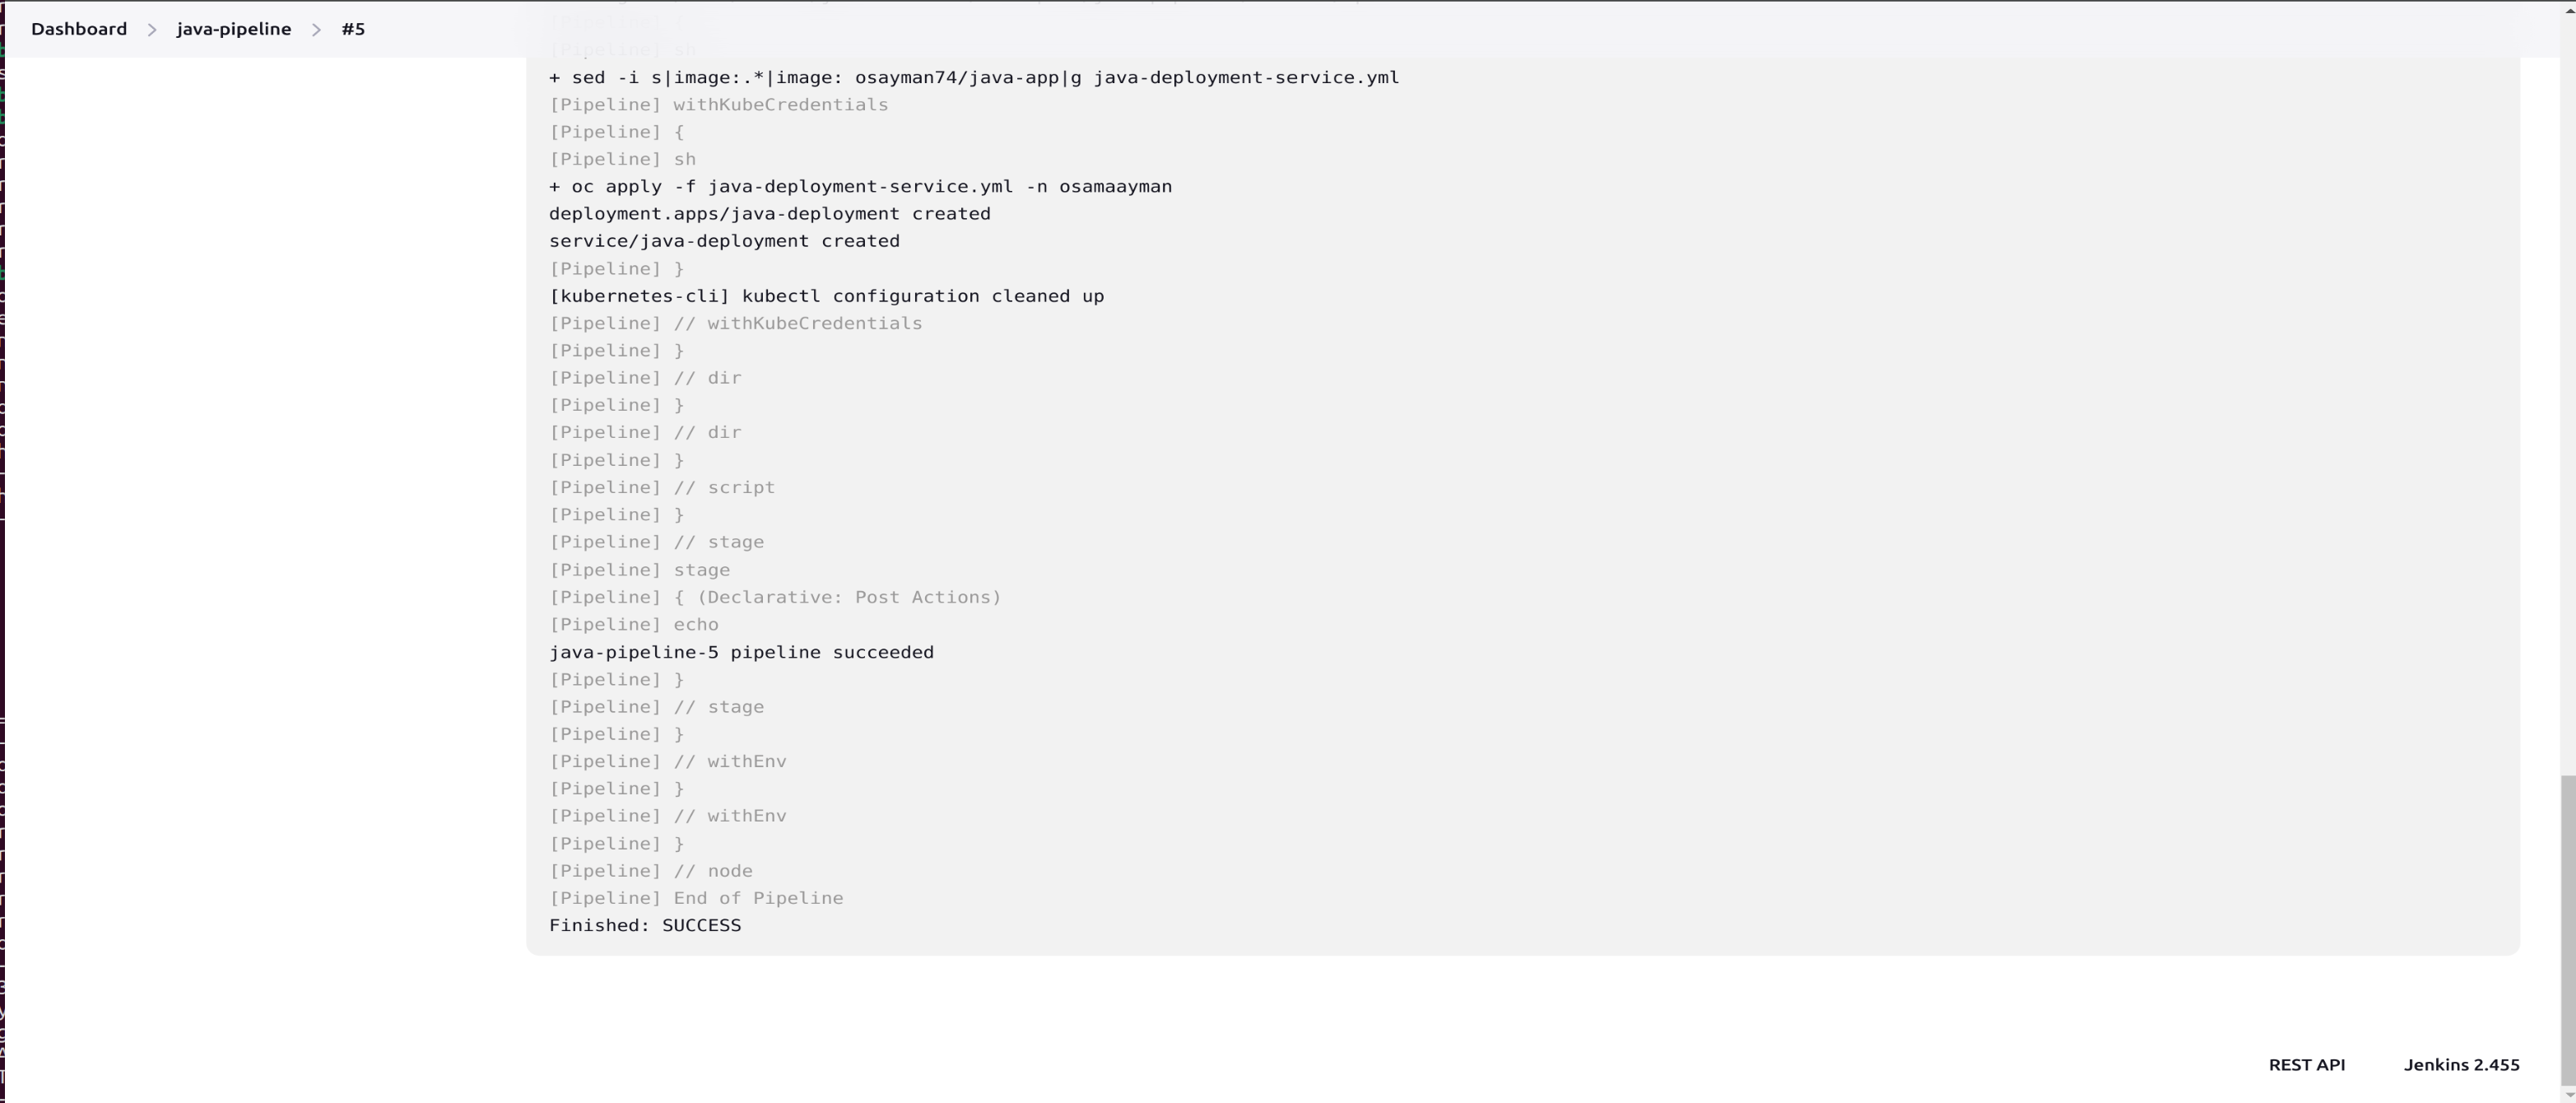 Dashboard > java-pipeline > #5
[Pipeline] sh
+ sed -i s|image:.*|image: osayman74/java-app|g java-deployment-service.yml
[Pipeline] withKubeCredentials
[Pipeline] {
[Pipeline] sh
+ oc apply -f java-deployment-service.yml -n osamaayman
deployment.apps/java-deployment created
service/java-deployment created
[Pipeline] }
[kubernetes-cli] kubectl configuration cleaned up
[Pipeline] // withKubeCredentials
[Pipeline] }
[Pipeline] // dir
[Pipeline] }
[Pipeline] // dir
[Pipeline] }
[Pipeline] // script
[Pipeline] }
[Pipeline] // stage
[Pipeline] stage
[Pipeline] { (Declarative: Post Actions)
[Pipeline] echo
java-pipeline-5 pipeline succeeded
[Pipeline] }
[Pipeline] // stage
[Pipeline] }
[Pipeline] // withEnv
[Pipeline] }
[Pipeline] // withEnv
[Pipeline] }
[Pipeline] // node
[Pipeline] End of Pipeline
Finished: SUCCESS
REST API Jenkins 2.455